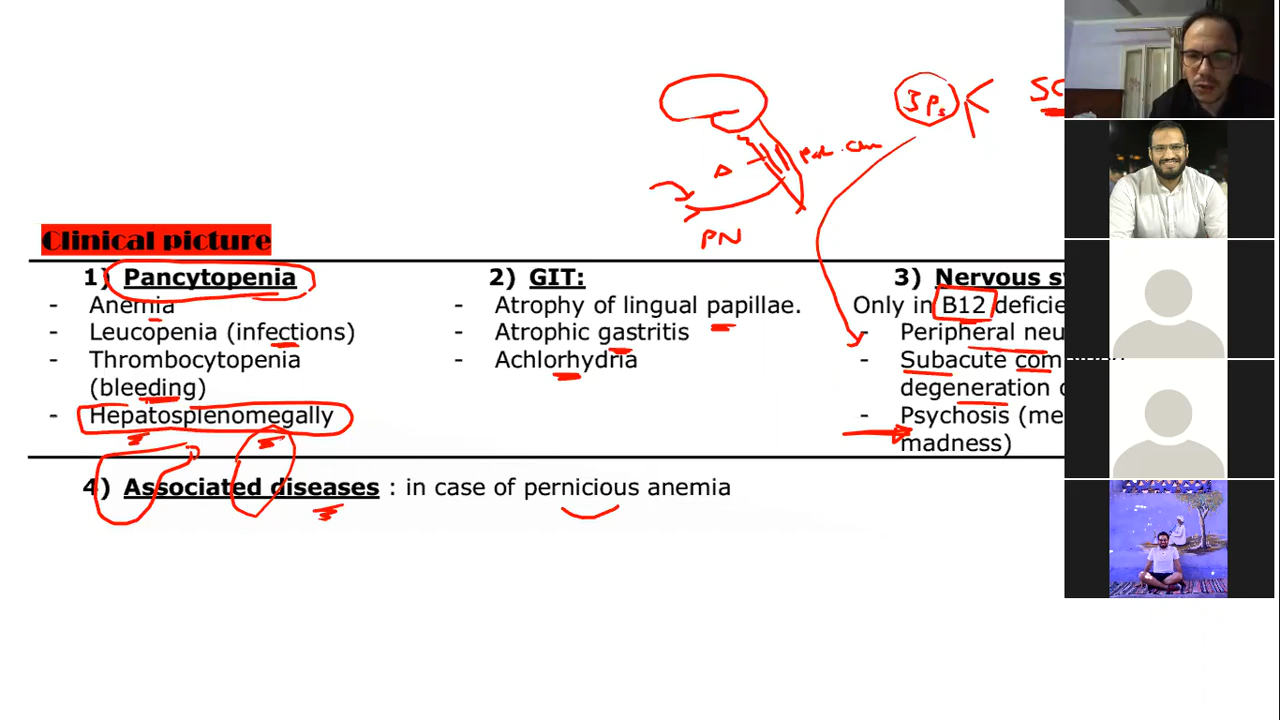 3Ps
SC
Δ
PN
Clinical picture
1) Pancytopenia
- Anemia
- Leucopenia (infections)
- Thrombocytopenia
(bleeding)
- Hepatosplenomegally
2) GIT:
- Atrophy of lingual papillae.
- Atrophic gastritis
- Achlorhydria
3) Nervous sy
Only in B12 deficie
- Peripheral neu
- Subacute com
degeneration o
- Psychosis (me
madness)
4) Associated diseases : in case of pernicious anemia